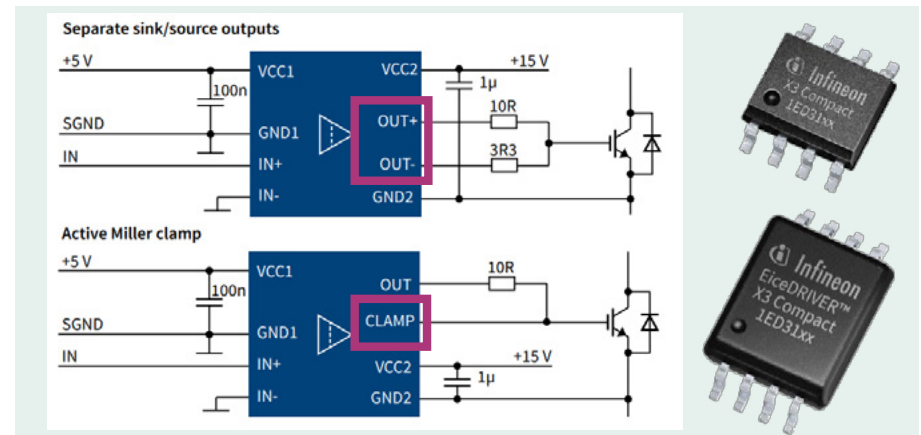 Separate sink/source outputs
+5 V
VCC1
VCC2
+15 V
100n
1μ
10R
SGND
GND1
OUT+
3R3
IN
IN+
OUT-
IN-
GND2
Active Miller clamp
+5 V
VCC1
OUT
10R
100n
SGND
GND1
CLAMP
IN
IN+
VCC2
+15 V
1μ
IN-
GND2
Infineon
X3 Compact
1ED31xx
Infineon
EiceDRIVER™
X3 Compact
1ED31xx